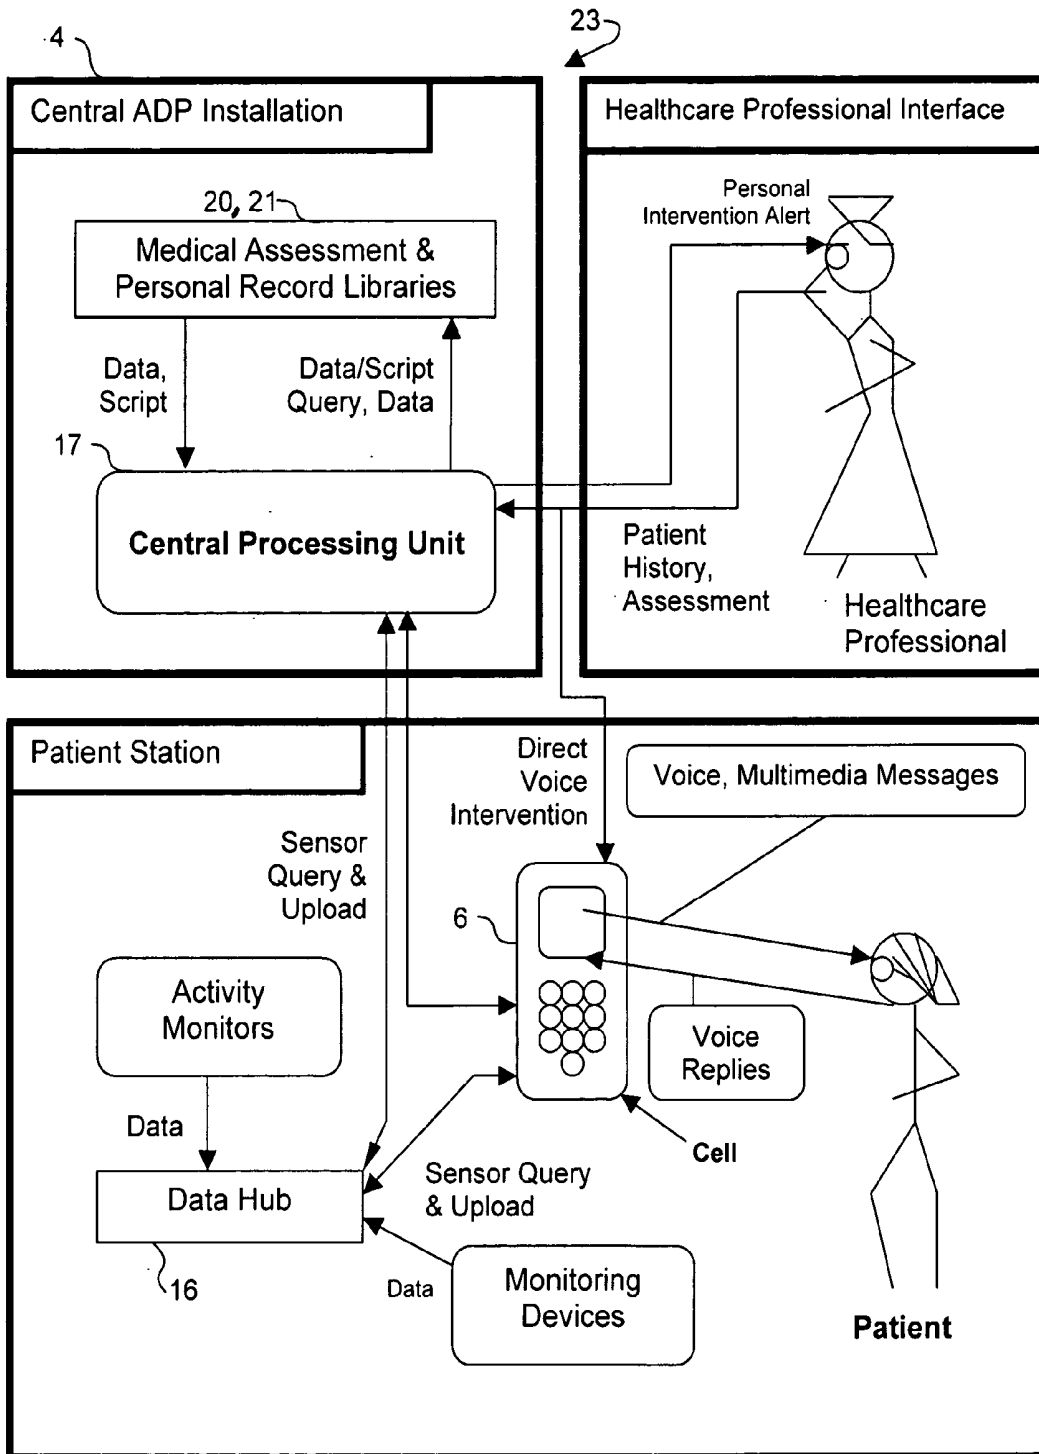 23
4
Central ADP Installation
Healthcare Professional Interface
20, 21
Medical Assessment &
Personal Record Libraries
Personal
Intervention Alert
Data,
Script
Data/Script
Query, Data
17
Central Processing Unit
Patient
History,
Assessment
Healthcare
Professional
Patient Station
Direct
Voice
Intervention
Voice, Multimedia Messages
Sensor
Query &
Upload
6
Activity
Monitors
Voice
Replies
Data
Cell
Data Hub
Sensor Query
& Upload
16
Data
Monitoring
Devices
Patient